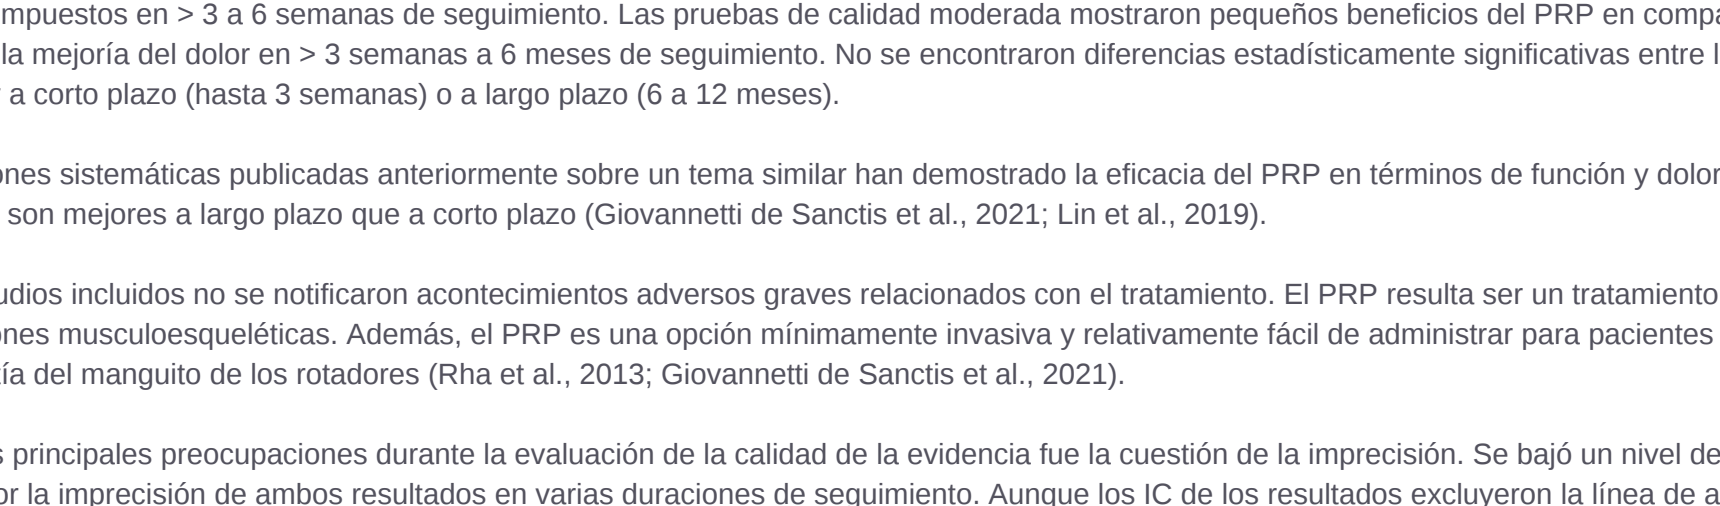 mpuestos en > 3 a 6 semanas de seguimiento. Las pruebas de calidad moderada mostraron pequeños beneficios del PRP en compa
la mejoría del dolor en > 3 semanas a 6 meses de seguimiento. No se encontraron diferencias estadísticamente significativas entre l
a corto plazo (hasta 3 semanas) o a largo plazo (6 a 12 meses).

ones sistemáticas publicadas anteriormente sobre un tema similar han demostrado la eficacia del PRP en términos de función y dolor
son mejores a largo plazo que a corto plazo (Giovannetti de Sanctis et al., 2021; Lin et al., 2019).

udios incluidos no se notificaron acontecimientos adversos graves relacionados con el tratamiento. El PRP resulta ser un tratamiento
ones musculoesqueléticas. Además, el PRP es una opción mínimamente invasiva y relativamente fácil de administrar para pacientes
ía del manguito de los rotadores (Rha et al., 2013; Giovannetti de Sanctis et al., 2021).

s principales preocupaciones durante la evaluación de la calidad de la evidencia fue la cuestión de la imprecisión. Se bajó un nivel de
or la imprecisión de ambos resultados en varias duraciones de seguimiento. Aunque los IC de los resultados excluyeron la línea de a